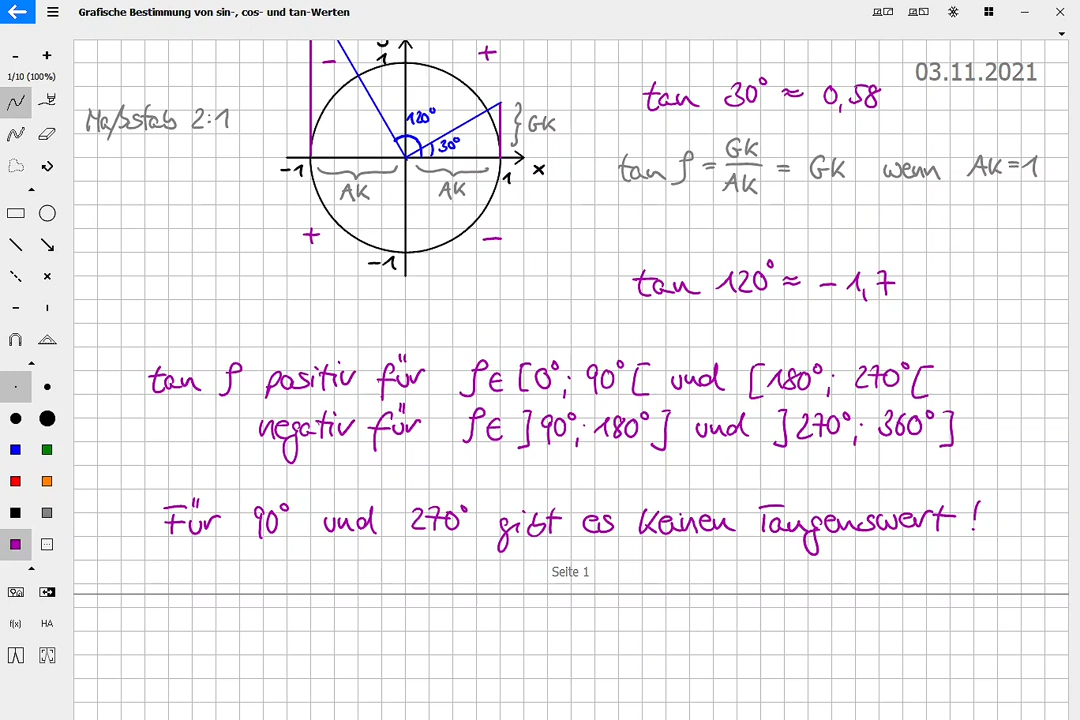 Grafische Bestimmung von sin-, cos- und tan-Werten
- +
1/10 (100%)
f(x) HA
03.11.2021
Maßstab 2:1
- 1 +
120°
30°
} GK
-1 1 x
AK AK
+ -
-1
tan 30° ≈ 0,58
tan ϕ = GK/AK = GK wenn AK=1
tan 120° ≈ -1,7
tan ϕ positiv für ϕ∈[0°; 90°[ und [180°; 270°[
negativ für ϕ∈ ]90°; 180°] und ]270°; 360°]
Für 90° und 270° gibt es keinen Tangenswert!
Seite 1